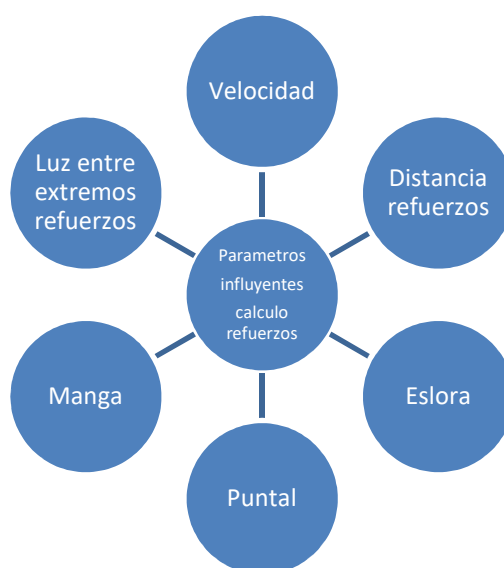 Velocidad
Luz entre
extremos
refuerzos
Distancia
refuerzos
Parametros
influyentes
calculo
refuerzos
Manga
Eslora
Puntal